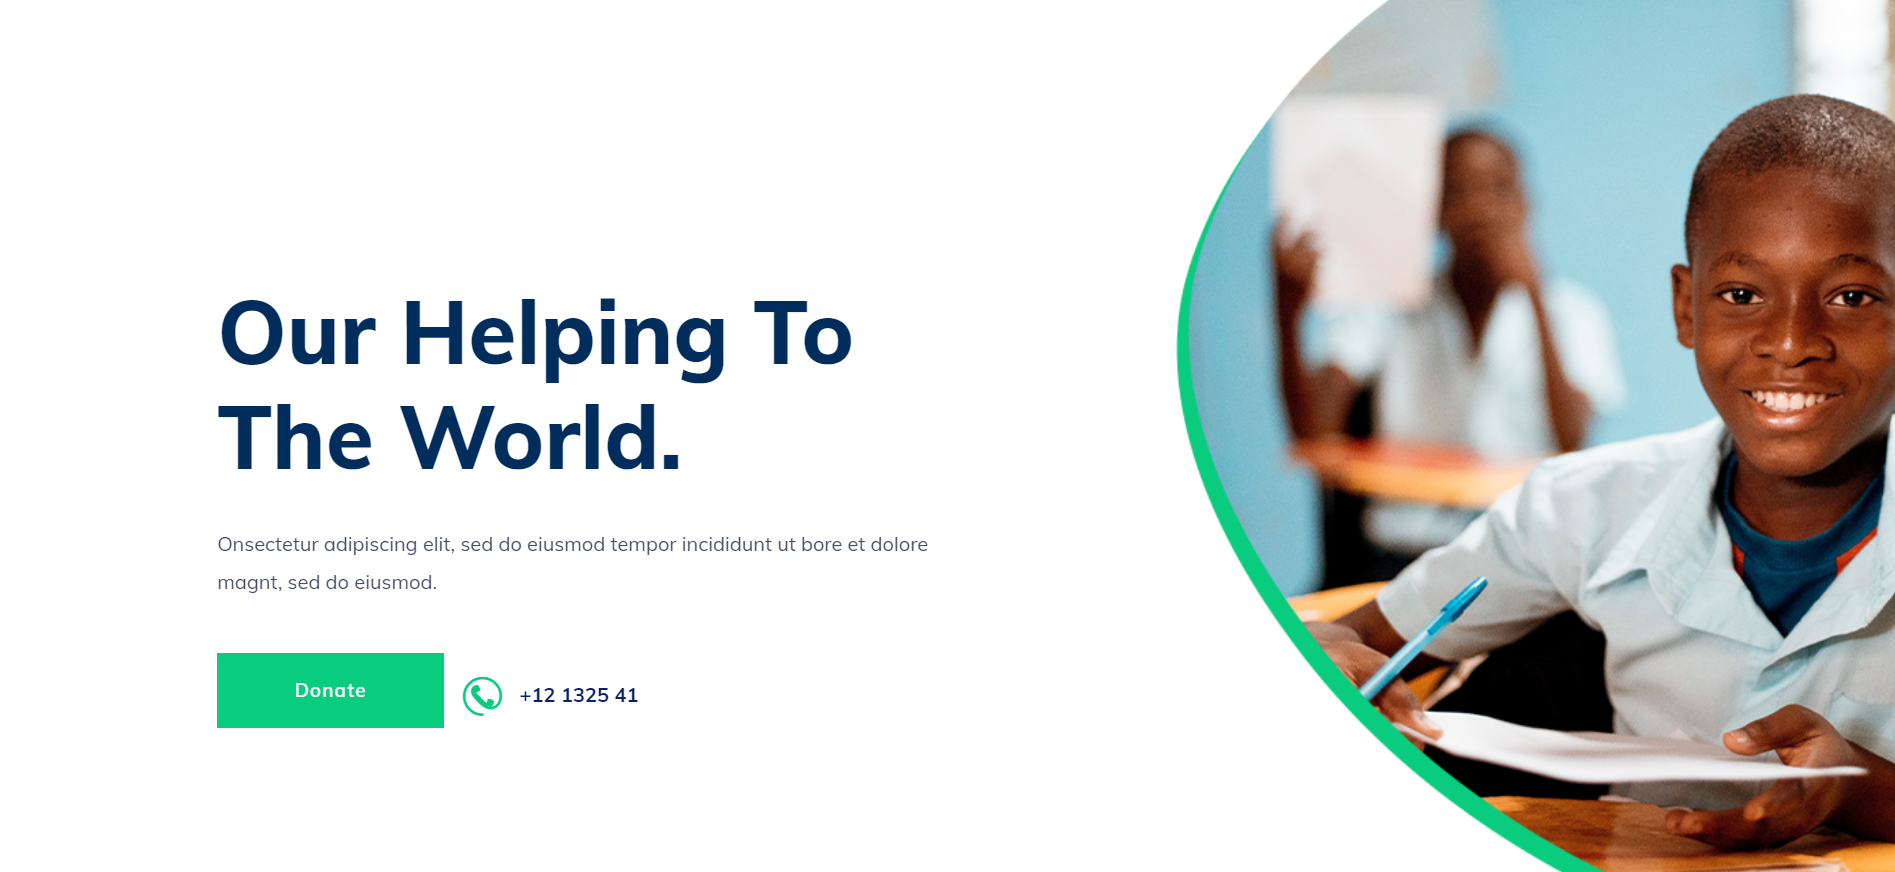 Our Helping To
The World.
Onsectetur adipiscing elit, sed do eiusmod tempor incididunt ut bore et dolore
magnt, sed do eiusmod.
Donate
+12 1325 41